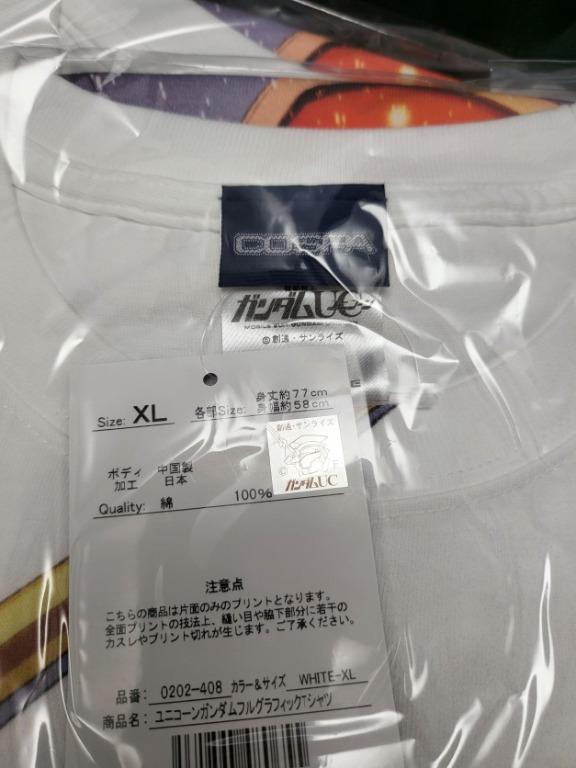 COSPA
ガンダムUC
MOBILE SUIT GUNDAM
©創通・サンライズ
Size: XL 各部Size: 身丈約77cm
身幅約58cm
創通・サンライズ
ガンダムUC
ボディ 中国製
加工 日本
Quality: 綿 100%
注意点
こちらの商品は片面のみのプリントとなります。
全面プリントの技法上、縫い目や脇下部分に若干の
カスレやプリント切れが生じます。ご了承ください。
品番: 0202-408 カラー&サイズ WHITE-XL
商品名: ユニコーンガンダムフルグラフィックTシャツ